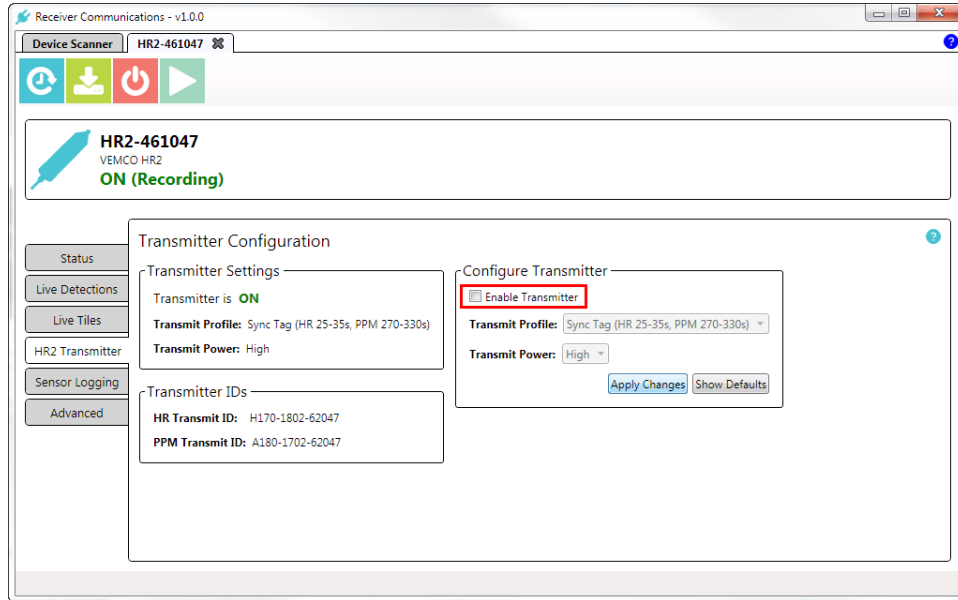 Receiver Communications - v1.0.0
Device Scanner
HR2-461047
?
HR2-461047
VEMCO HR2
ON (Recording)
Status
Live Detections
Live Tiles
HR2 Transmitter
Sensor Logging
Advanced
Transmitter Configuration
?
Transmitter Settings
Transmitter is ON
Transmit Profile: Sync Tag (HR 25-35s, PPM 270-330s)
Transmit Power: High
Transmitter IDs
HR Transmit ID: H170-1802-62047
PPM Transmit ID: A180-1702-62047
Configure Transmitter
Enable Transmitter
Transmit Profile: Sync Tag (HR 25-35s, PPM 270-330s)
Transmit Power: High
Apply Changes Show Defaults